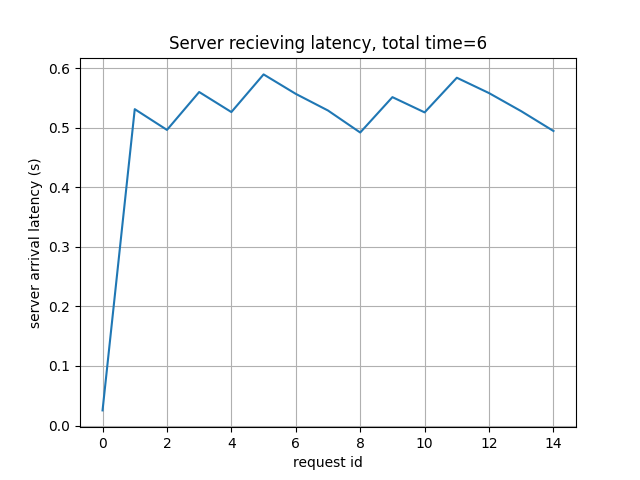 Server recieving latency, total time=6
server arrival latency (s)
0.6
0.5
0.4
0.3
0.2
0.1
0.0
0 2 4 6 8 10 12 14
request id